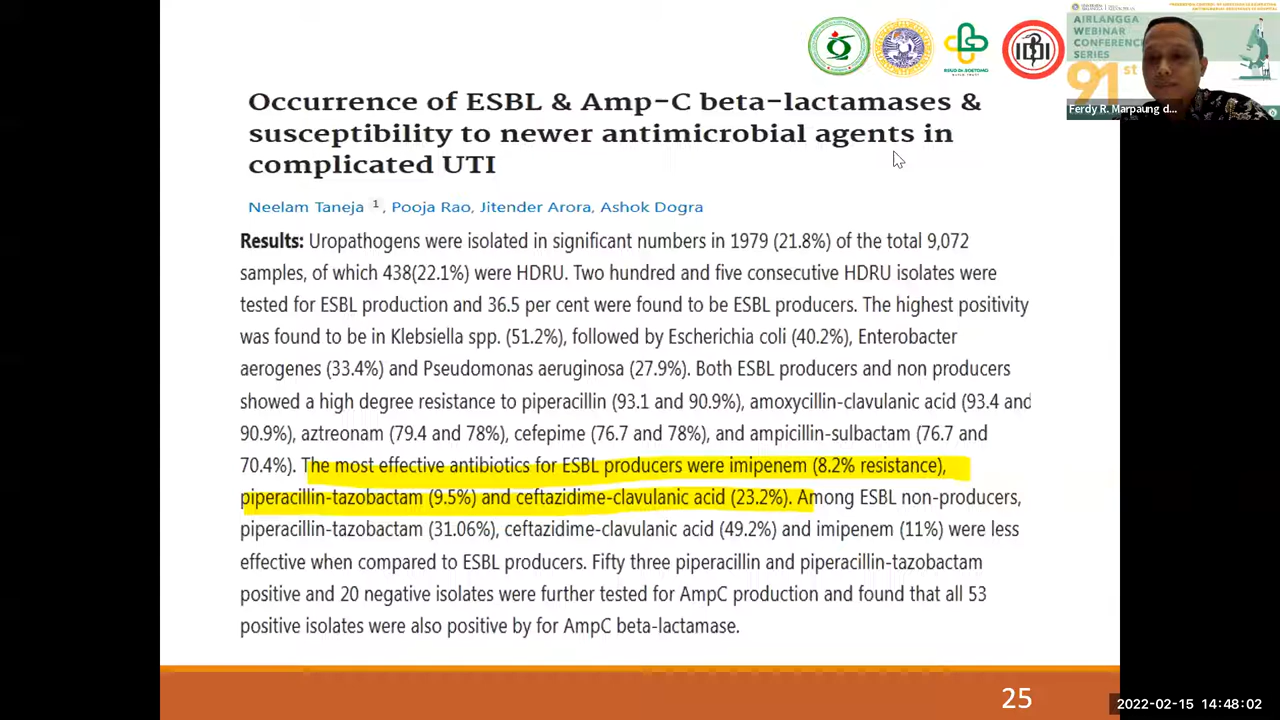 AIRLANGGA
WEBINAR
CONFERENCE
SERIES
91st
Ferdy R. Marpaung d...
IDI
Occurrence of ESBL & Amp-C beta-lactamases &
susceptibility to newer antimicrobial agents in
complicated UTI
Neelam Taneja 1, Pooja Rao, Jitender Arora, Ashok Dogra
Results: Uropathogens were isolated in significant numbers in 1979 (21.8%) of the total 9,072
samples, of which 438(22.1%) were HDRU. Two hundred and five consecutive HDRU isolates were
tested for ESBL production and 36.5 per cent were found to be ESBL producers. The highest positivity
was found to be in Klebsiella spp. (51.2%), followed by Escherichia coli (40.2%), Enterobacter
aerogenes (33.4%) and Pseudomonas aeruginosa (27.9%). Both ESBL producers and non producers
showed a high degree resistance to piperacillin (93.1 and 90.9%), amoxycillin-clavulanic acid (93.4 and
90.9%), aztreonam (79.4 and 78%), cefepime (76.7 and 78%), and ampicillin-sulbactam (76.7 and
70.4%). The most effective antibiotics for ESBL producers were imipenem (8.2% resistance),
piperacillin-tazobactam (9.5%) and ceftazidime-clavulanic acid (23.2%). Among ESBL non-producers,
piperacillin-tazobactam (31.06%), ceftazidime-clavulanic acid (49.2%) and imipenem (11%) were less
effective when compared to ESBL producers. Fifty three piperacillin and piperacillin-tazobactam
positive and 20 negative isolates were further tested for AmpC production and found that all 53
positive isolates were also positive by for AmpC beta-lactamase.
25
2022-02-15 14:48:02